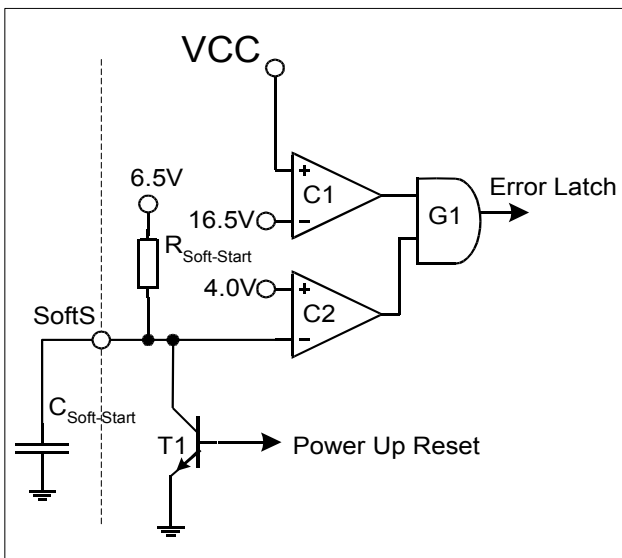 VCC
6.5V
C1
G1
Error Latch
16.5V
R Soft-Start
4.0V
C2
SoftS
C Soft-Start
T1
Power Up Reset
+
-
+
-